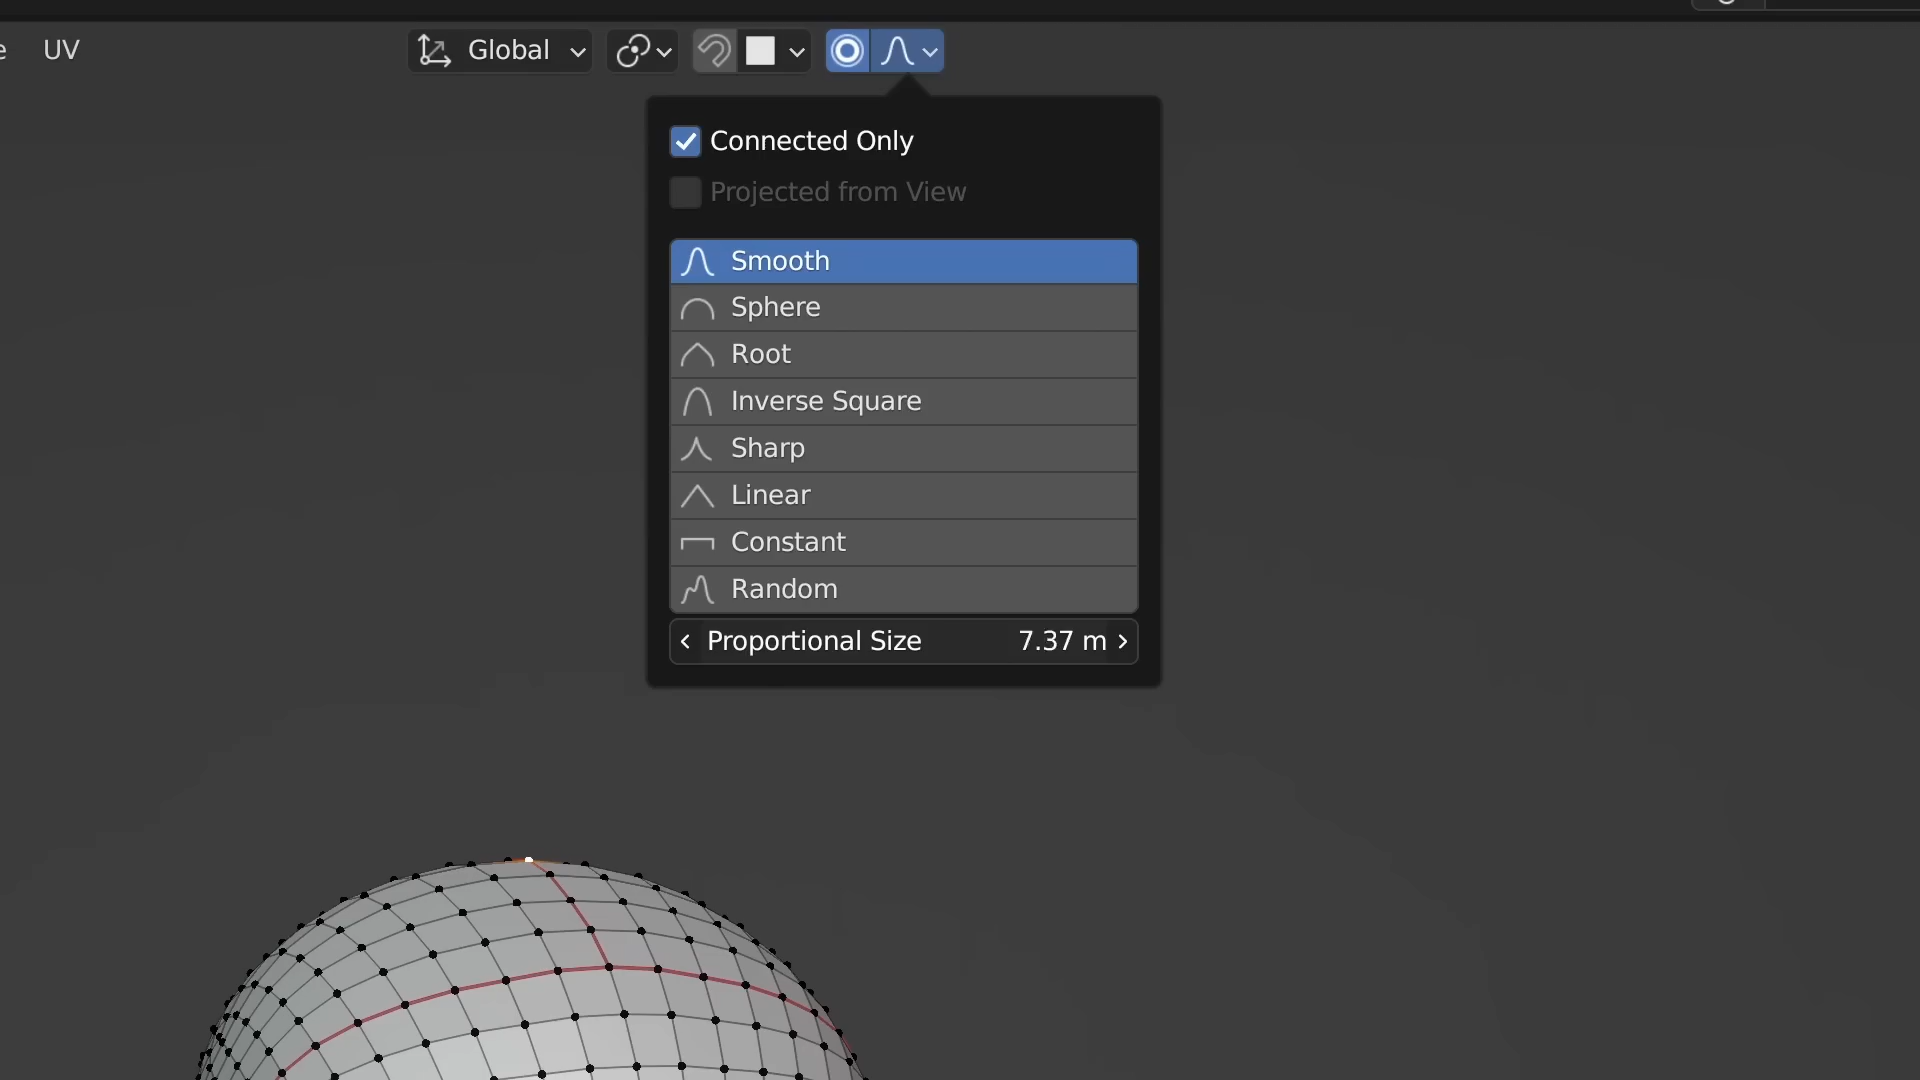 UV
Global
Connected Only
Projected from View
Smooth
Sphere
Root
Inverse Square
Sharp
Linear
Constant
Random
Proportional Size 7.37 m